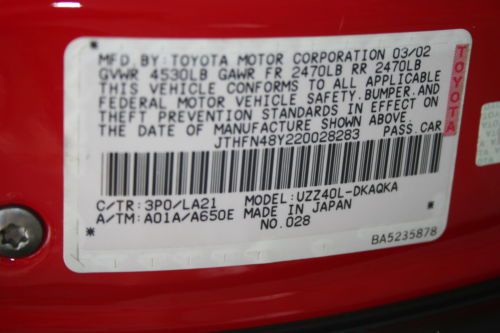 MFD.BY:TOYOTA MOTOR CORPORATION 03/02
GVWR 4530LB GAWR FR 2470LB RR 2470LB
THIS VEHICLE CONFORMS TO ALL APPLICABLE
FEDERAL MOTOR VEHICLE SAFETY,BUMPER,AND
THEFT PREVENTION STANDARDS IN EFFECT ON
THE DATE OF MANUFACTURE SHOWN ABOVE.
JTHFN48Y220028283 PASS.CAR
TOYOTA
C/TR:3P0/LA21 MODEL:UZZ40L-DKAQKA
A/TM:A01A/A650E MADE IN JAPAN
NO.028
BA5235878